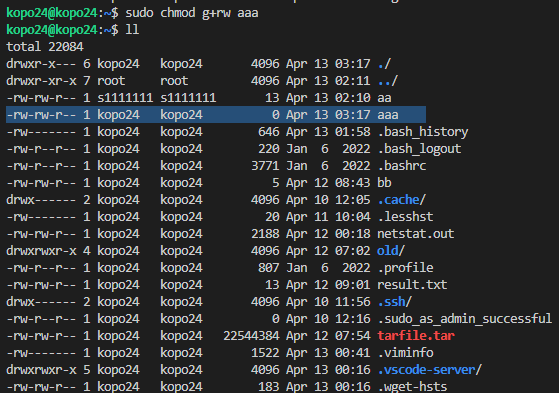 kopo24@kopo24:~$ sudo chmod g+rw aaa
kopo24@kopo24:~$ ll
total 22084
drwxr-x--- 6 kopo24   kopo24       4096 Apr 13 03:17 ./
drwxr-xr-x 7 root     root         4096 Apr 13 02:11 ../
-rw-rw-r-- 1 s1111111 s1111111       13 Apr 13 02:10 aa
-rw-rw-r-- 1 kopo24   kopo24          0 Apr 13 03:17 aaa
-rw------- 1 kopo24   kopo24        646 Apr 13 01:58 .bash_history
-rw-r--r-- 1 kopo24   kopo24        220 Jan  6  2022 .bash_logout
-rw-r--r-- 1 kopo24   kopo24       3771 Jan  6  2022 .bashrc
-rw-rw-r-- 1 kopo24   kopo24          5 Apr 12 08:43 bb
drwx------ 2 kopo24   kopo24       4096 Apr 10 12:05 .cache/
-rw------- 1 kopo24   kopo24         20 Apr 11 10:04 .lesshst
-rw-rw-r-- 1 kopo24   kopo24       2188 Apr 12 00:18 netstat.out
drwxrwxr-x 4 kopo24   kopo24       4096 Apr 12 07:02 old/
-rw-r--r-- 1 kopo24   kopo24        807 Jan  6  2022 .profile
-rw-rw-r-- 1 kopo24   kopo24         13 Apr 12 09:01 result.txt
drwx------ 2 kopo24   kopo24       4096 Apr 10 11:56 .ssh/
-rw-r--r-- 1 kopo24   kopo24          0 Apr 10 12:16 .sudo_as_admin_successful
-rw-rw-r-- 1 kopo24   kopo24   22544384 Apr 12 07:54 tarfile.tar
-rw------- 1 kopo24   kopo24       1522 Apr 13 00:41 .viminfo
drwxrwxr-x 5 kopo24   kopo24       4096 Apr 13 00:16 .vscode-server/
-rw-rw-r-- 1 kopo24   kopo24        183 Apr 13 00:16 .wget-hsts